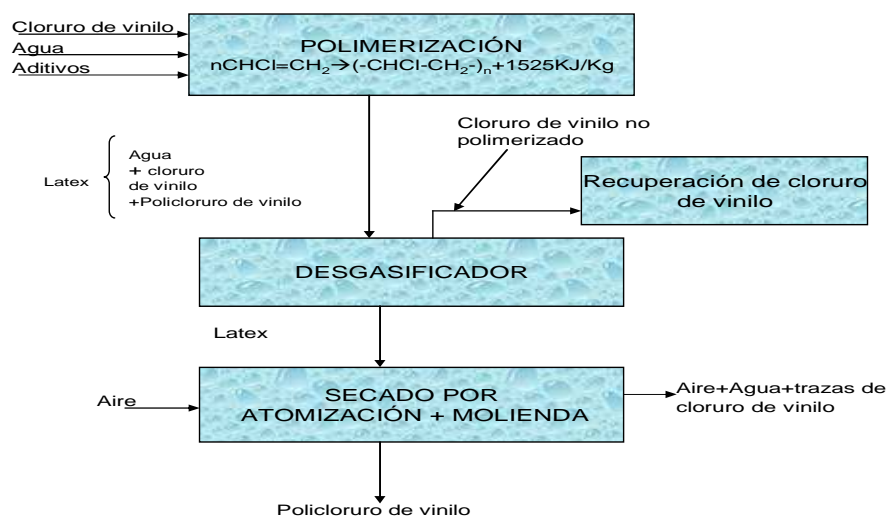 Cloruro de vinilo
Agua
Aditivos
POLIMERIZACIÓN
nCHCl=CH₂→(-CHCl-CH₂-)ₙ+1525KJ/Kg
Cloruro de vinilo no
polimerizado
Latex
Agua
+ cloruro
de vinilo
+Policloruro de vinilo
Recuperación de cloruro
de vinilo
DESGASIFICADOR
Latex
Aire
SECADO POR
ATOMIZACIÓN + MOLIENDA
Aire+Agua+trazas de
cloruro de vinilo
Policloruro de vinilo